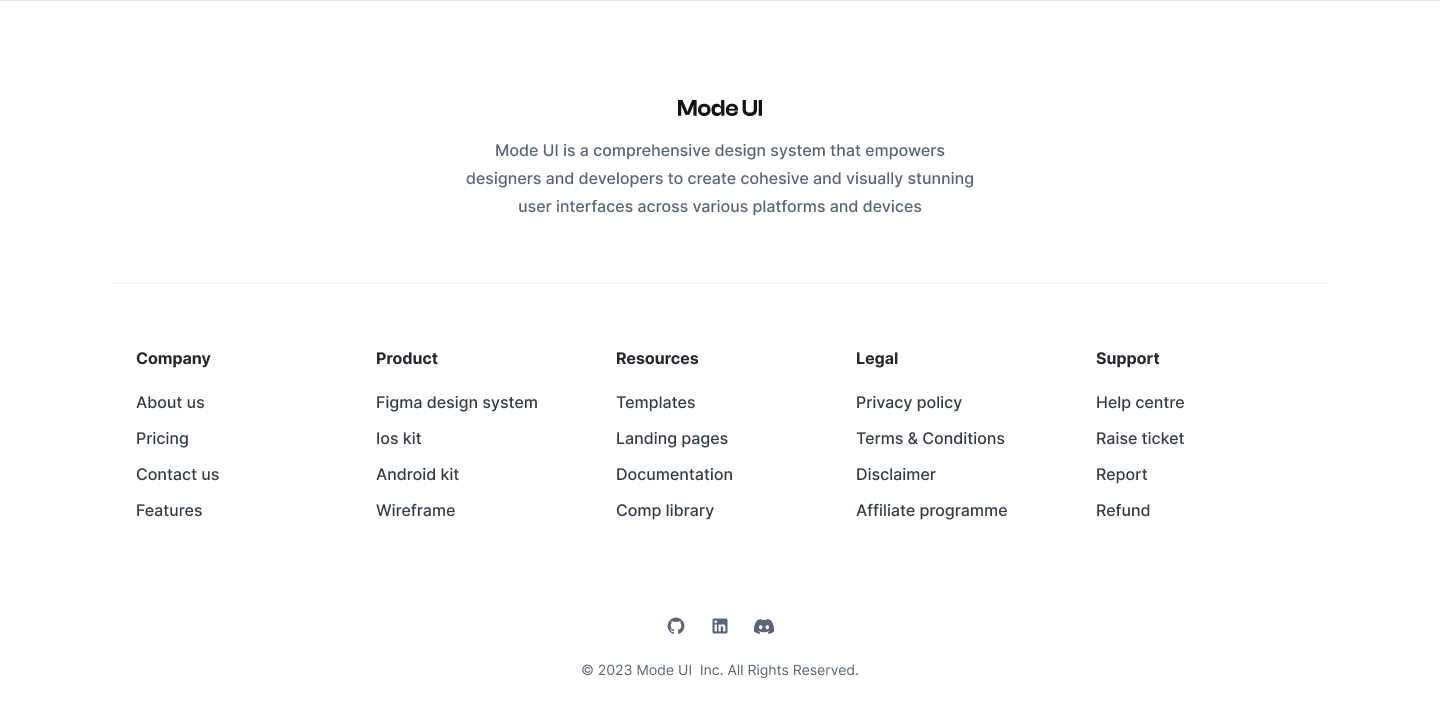 Mode UI
Mode UI is a comprehensive design system that empowers
designers and developers to create cohesive and visually stunning
user interfaces across various platforms and devices
Company
About us
Pricing
Contact us
Features
Product
Figma design system
Ios kit
Android kit
Wireframe
Resources
Templates
Landing pages
Documentation
Comp library
Legal
Privacy policy
Terms & Conditions
Disclaimer
Affiliate programme
Support
Help centre
Raise ticket
Report
Refund
© 2023 Mode UI  Inc. All Rights Reserved.